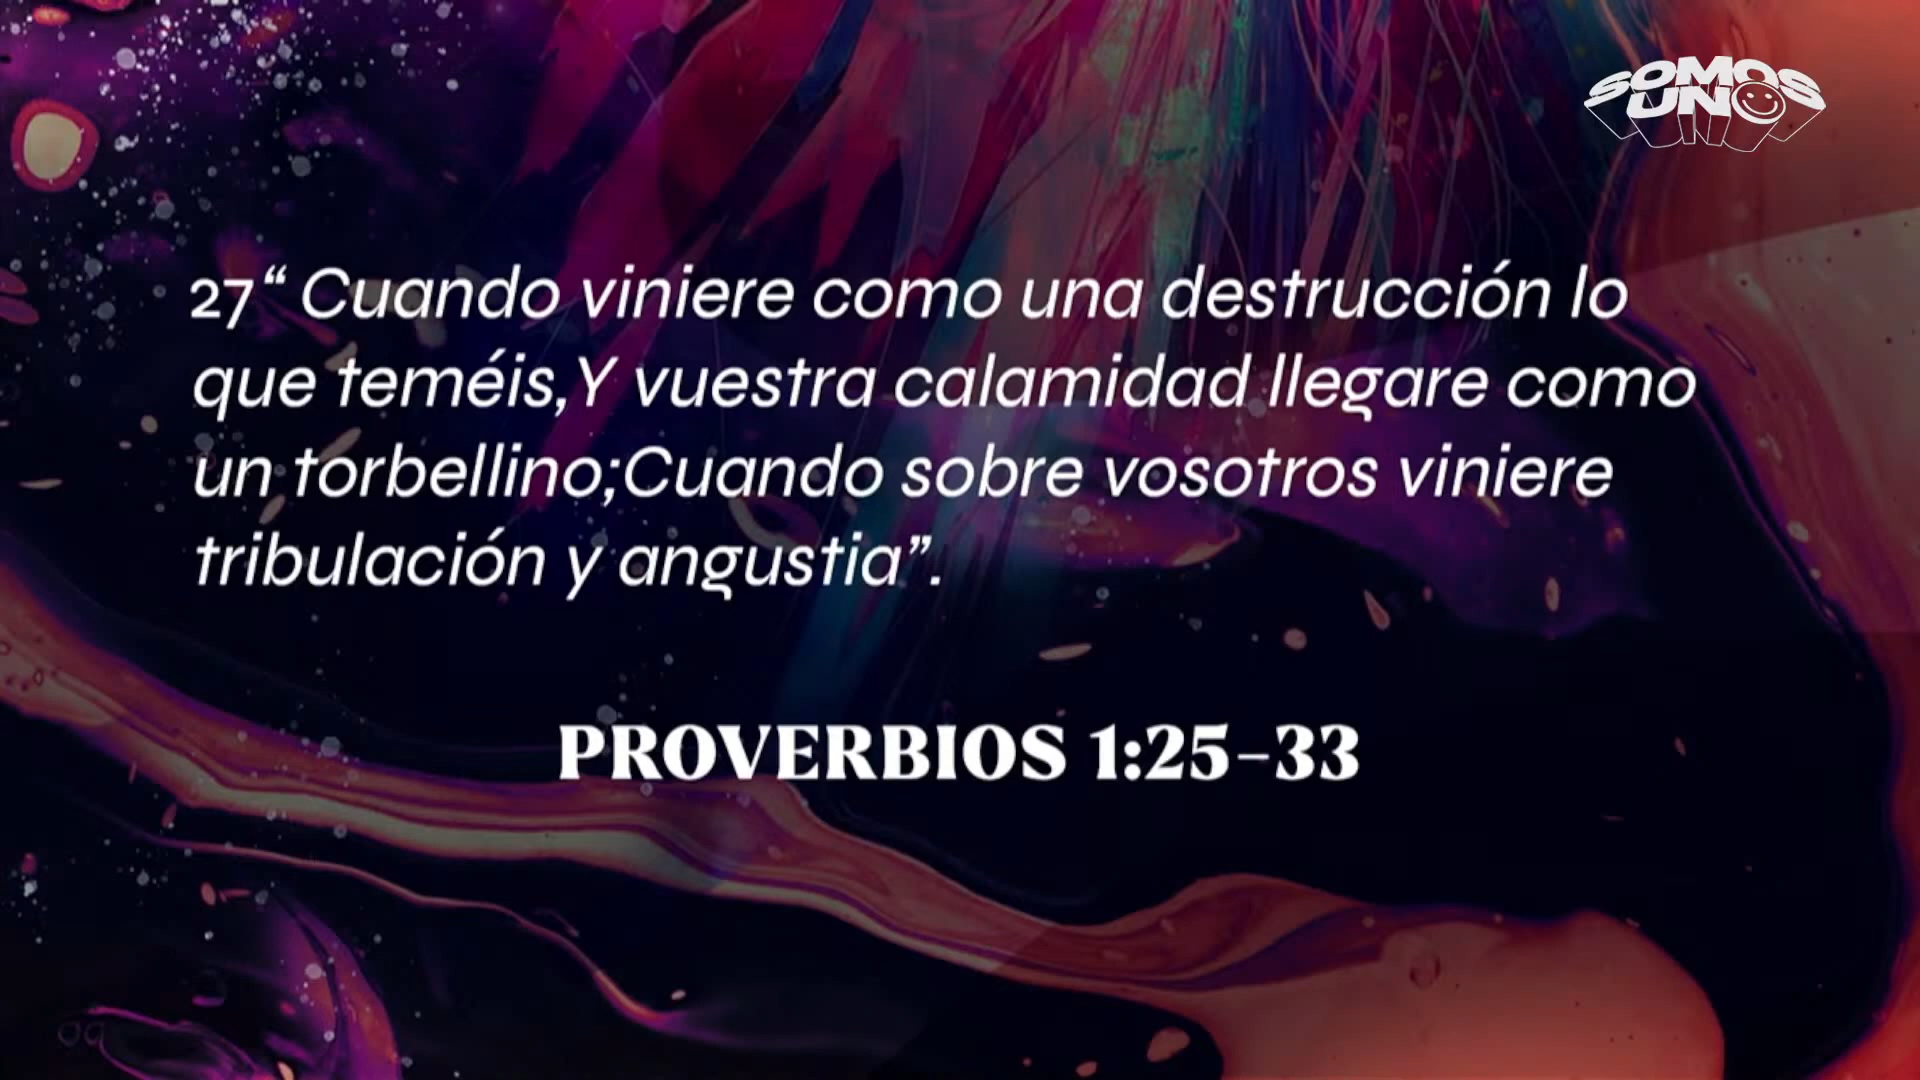 SOMOS
UNO
27 “ Cuando viniere como una destrucción lo
que teméis,Y vuestra calamidad llegare como
un torbellino;Cuando sobre vosotros viniere
tribulación y angustia”.
PROVERBIOS 1:25-33